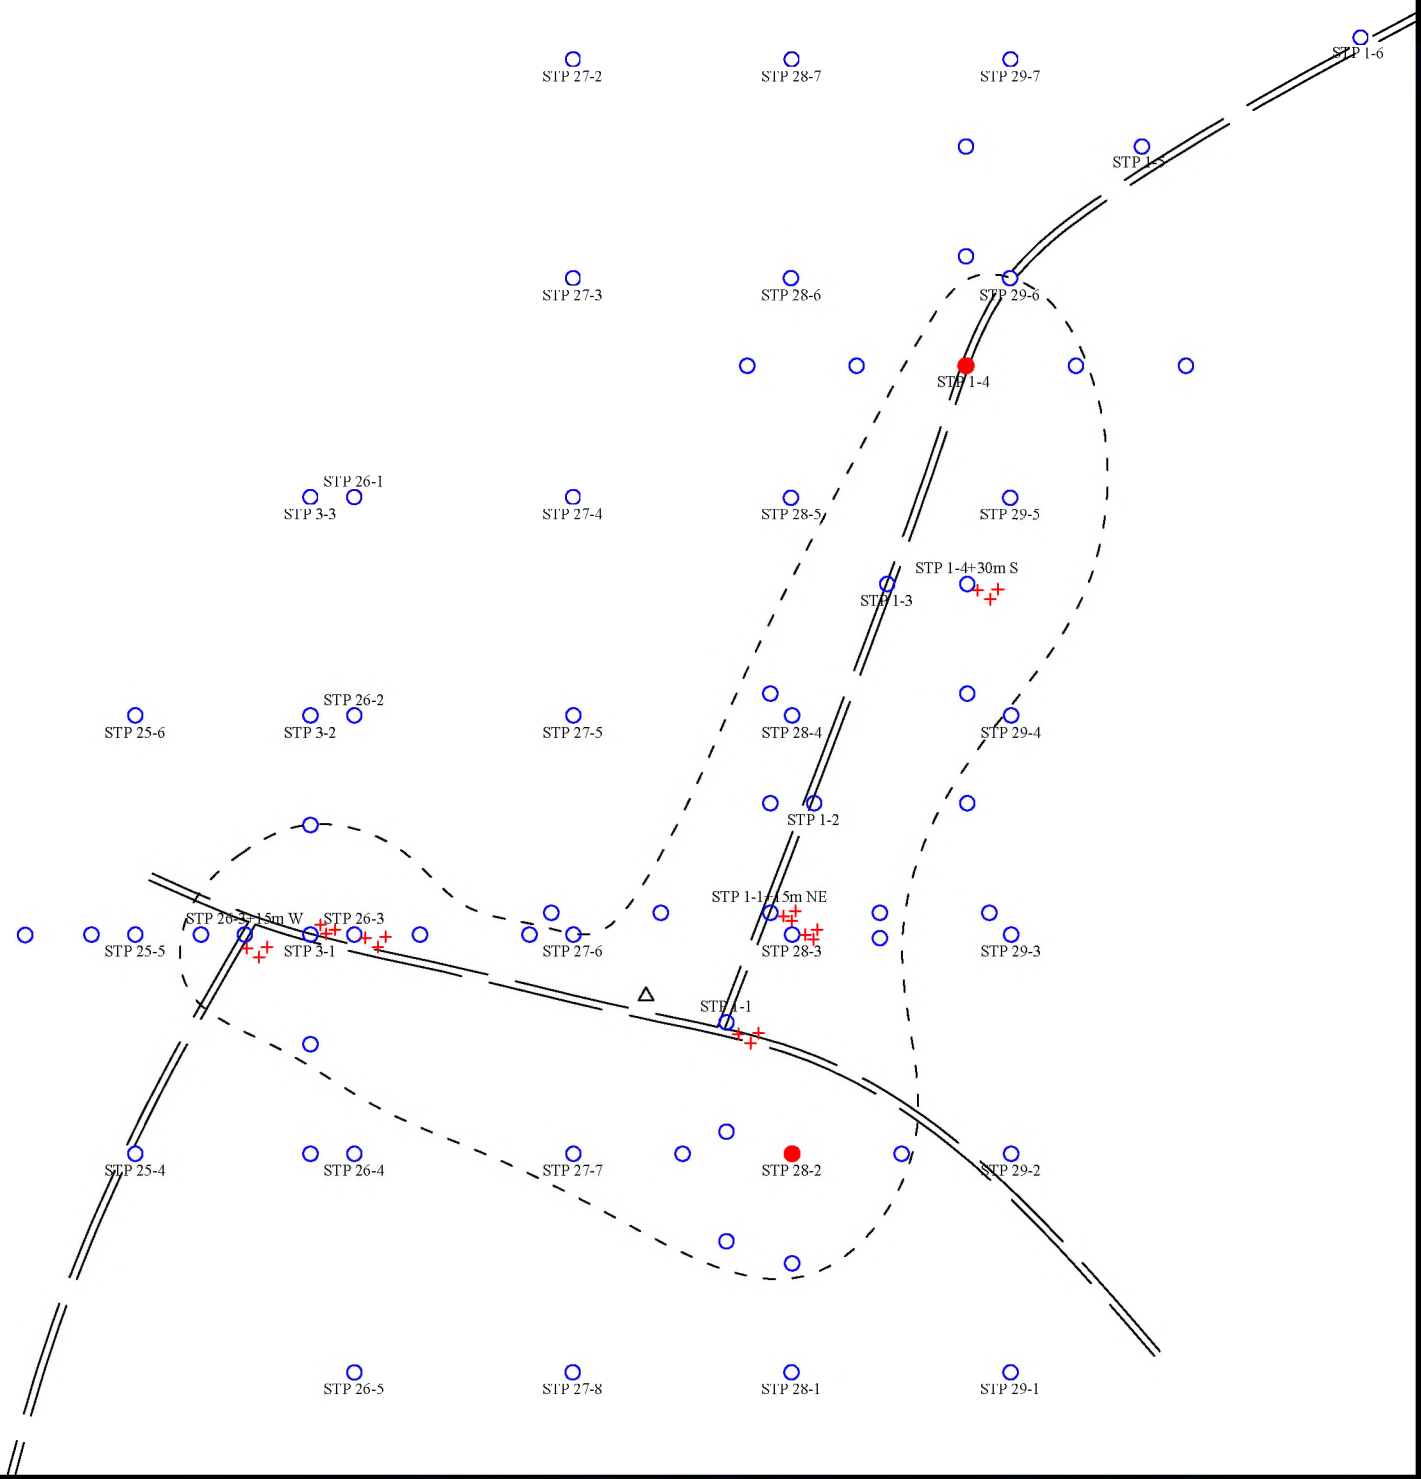 STP 1-6
STP 27-2
STP 28-7
STP 29-7
STP 1-5
STP 27-3
STP 28-6
STP 29-6
STP 1-4
STP 26-1
STP 3-3
STP 27-4
STP 28-5
STP 29-5
STP 1-4+30m S
STP 1-3
STP 26-2
STP 25-6
STP 3-2
STP 27-5
STP 28-4
STP 29-4
STP 1-2
STP 1-1+15m NE
STP 26-3+15m W
STP 26-3
STP 25-5
STP 3-1
STP 27-6
STP 28-3
STP 29-3
STP 1-1
STP 25-4
STP 26-4
STP 27-7
STP 28-2
STP 29-2
STP 26-5
STP 27-8
STP 28-1
STP 29-1